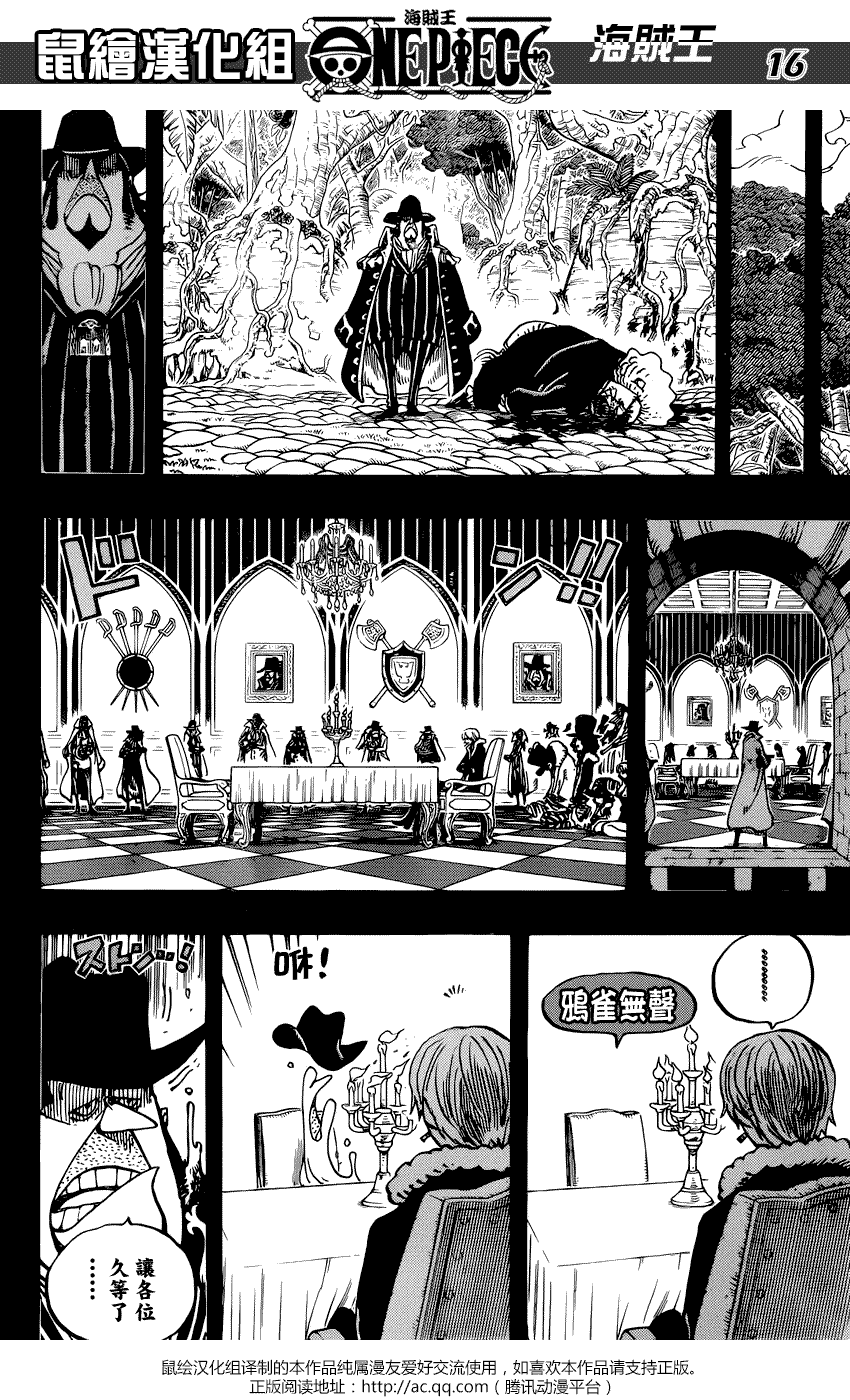 鼠繪漢化組
海賊王
ONE PIECE
海賊王
16
ドン!!
………
鴉雀無聲
咻!
ストン…!
讓各位
久等了
……
鼠绘汉化组译制的本作品纯属漫友爱好交流使用，如喜欢本作品请支持正版。
正版阅读地址：http://ac.qq.com（腾讯动漫平台）